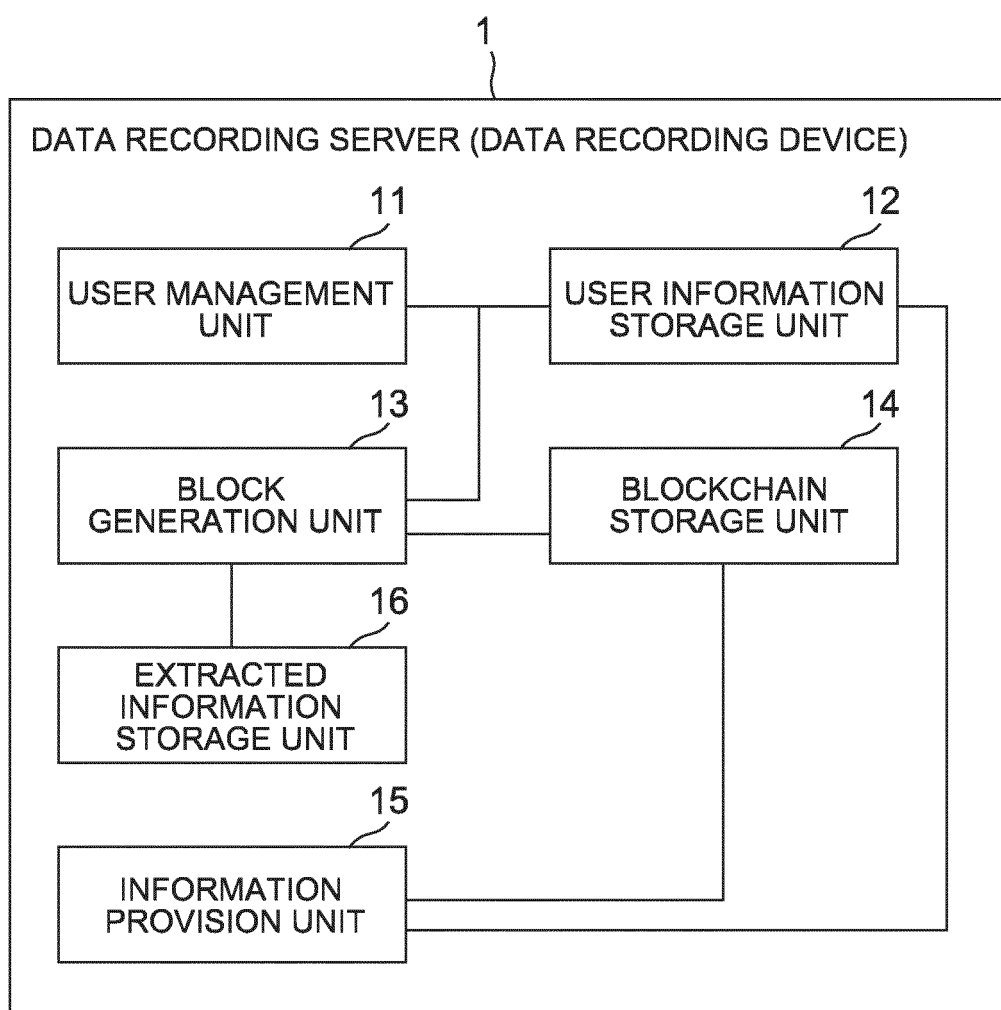 1
DATA RECORDING SERVER (DATA RECORDING DEVICE)
11
USER MANAGEMENT
UNIT
12
USER INFORMATION
STORAGE UNIT
13
BLOCK
GENERATION UNIT
14
BLOCKCHAIN
STORAGE UNIT
16
EXTRACTED
INFORMATION
STORAGE UNIT
15
INFORMATION
PROVISION UNIT